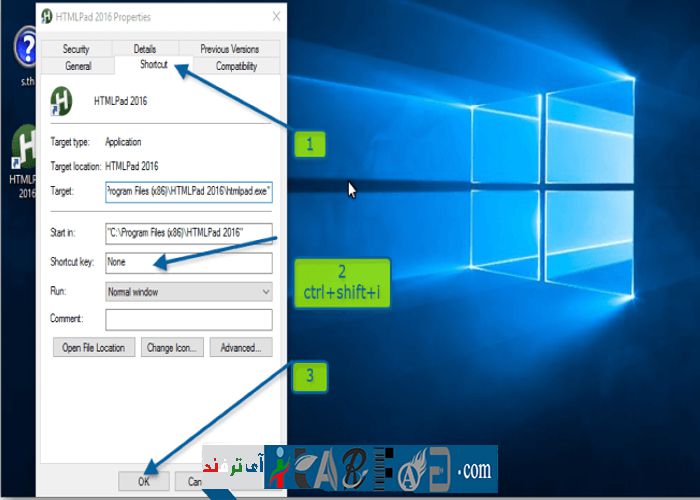 HTMLPad 2016 Properties
Security Details Previous Versions
General Shortcut Compatibility
HTMLPad 2016
Target type: Application
Target location: HTMLPad 2016
Target: Program Files (x86)\HTMLPad 2016\htmlpad.exe"
Start in: "C:\Program Files (x86)\HTMLPad 2016"
Shortcut key: None
Run: Normal window
Comment:
Open File Location Change Icon... Advanced...
OK Can
1
2
ctrl+shift+i
3
s.th
HTMLP
2016
آی ترفند
.com